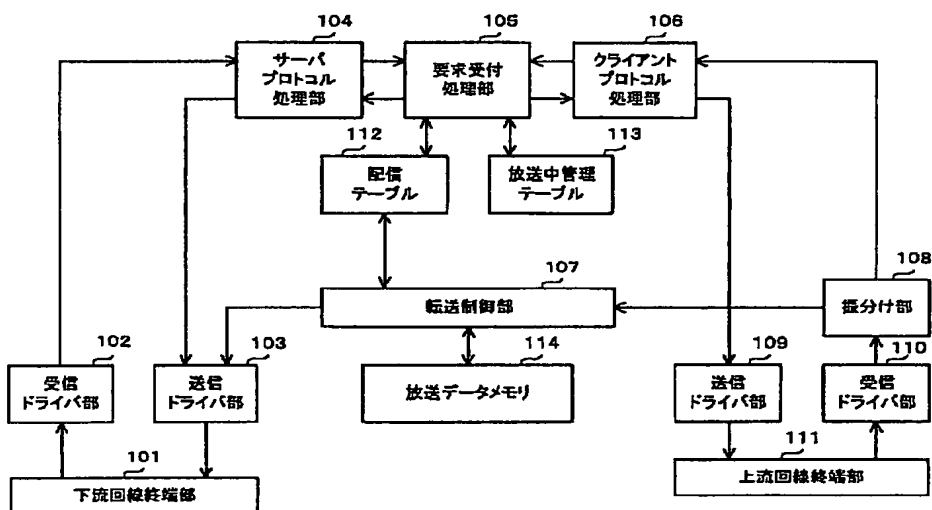 104
サーバ
プロトコル
処理部
105
要求受付
処理部
106
クライアント
プロトコル
処理部
112
配信
テーブル
113
放送中管理
テーブル
107
転送制御部
108
振分け部
102
受信
ドライバ部
103
送信
ドライバ部
114
放送データメモリ
109
送信
ドライバ部
110
受信
ドライバ部
101
下流回線終端部
111
上流回線終端部